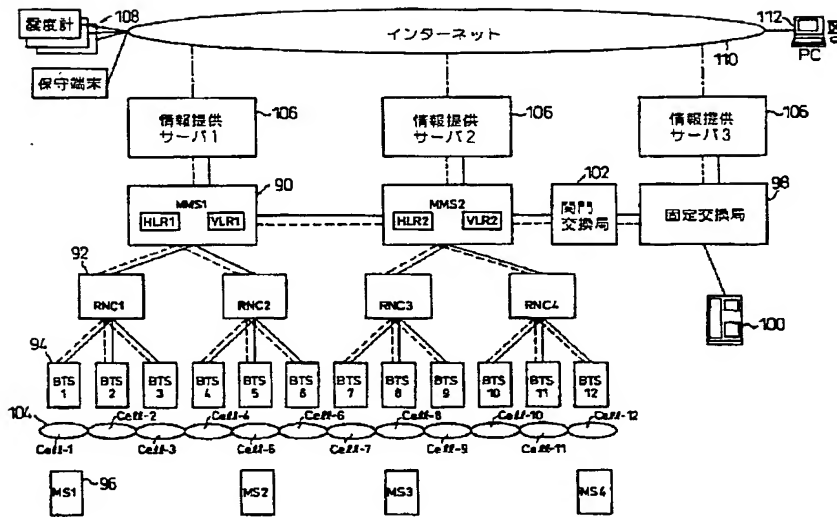 震度計
108
インターネット
112
PC
110
保守端末
情報提供
サーバ1
106
情報提供
サーバ2
106
情報提供
サーバ3
106
90
102
98
MMS1
HLR1
VLR1
MMS2
HLR2
VLR2
関門
交換局
固定交換局
92
RNC1
RNC2
RNC3
RNC4
100
94
BTS
1
BTS
2
BTS
3
BTS
4
BTS
5
BTS
6
BTS
7
BTS
8
BTS
9
BTS
10
BTS
11
BTS
12
104
Cell-2
Cell-4
Cell-6
Cell-8
Cell-10
Cell-12
Cell-1
Cell-3
Cell-5
Cell-7
Cell-9
Cell-11
MS1
96
MS2
MS3
MS4